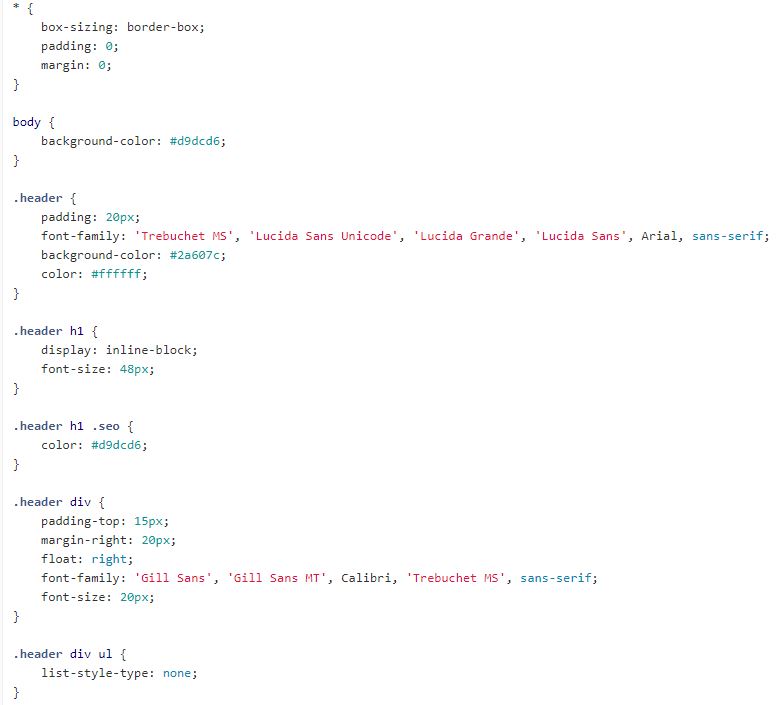 * {
    box-sizing: border-box;
    padding: 0;
    margin: 0;
}

body {
    background-color: #d9dcd6;
}

.header {
    padding: 20px;
    font-family: 'Trebuchet MS', 'Lucida Sans Unicode', 'Lucida Grande', 'Lucida Sans', Arial, sans-serif;
    background-color: #2a607c;
    color: #ffffff;
}

.header h1 {
    display: inline-block;
    font-size: 48px;
}

.header h1 .seo {
    color: #d9dcd6;
}

.header div {
    padding-top: 15px;
    margin-right: 20px;
    float: right;
    font-family: 'Gill Sans', 'Gill Sans MT', Calibri, 'Trebuchet MS', sans-serif;
    font-size: 20px;
}

.header div ul {
    list-style-type: none;
}